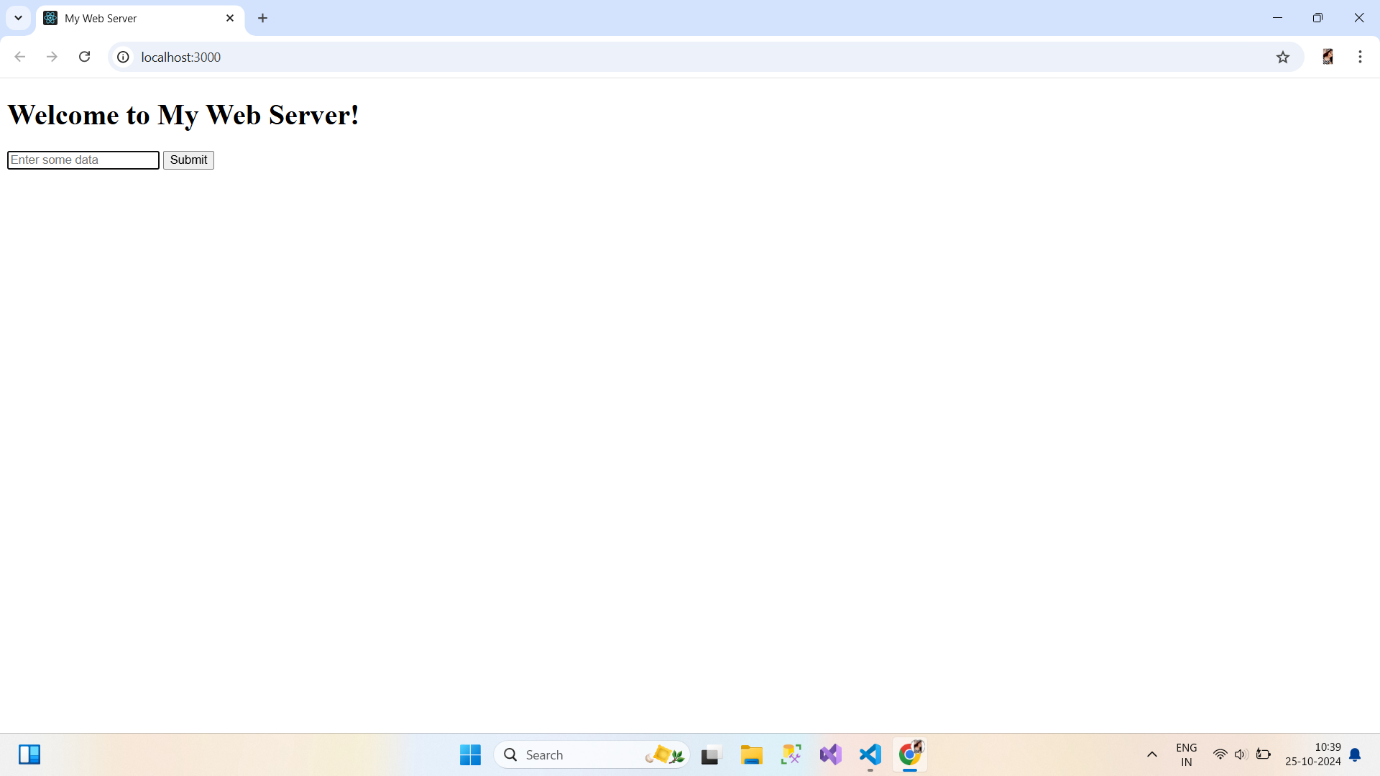 My Web Server
localhost:3000
Welcome to My Web Server!
Enter some data Submit
Search
ENG
IN
10:39
25-10-2024